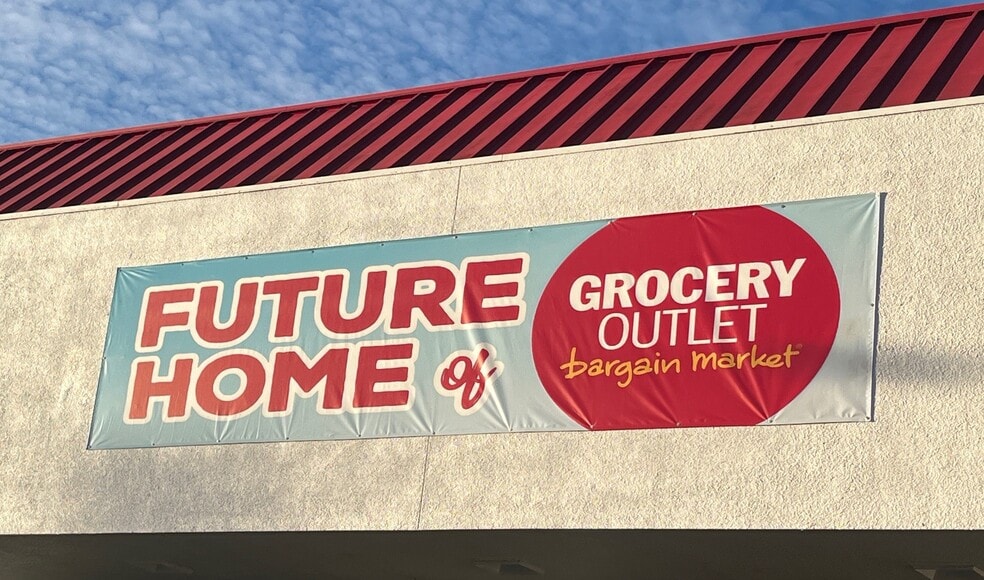 FUTURE
HOME of
GROCERY
OUTLET
bargain market